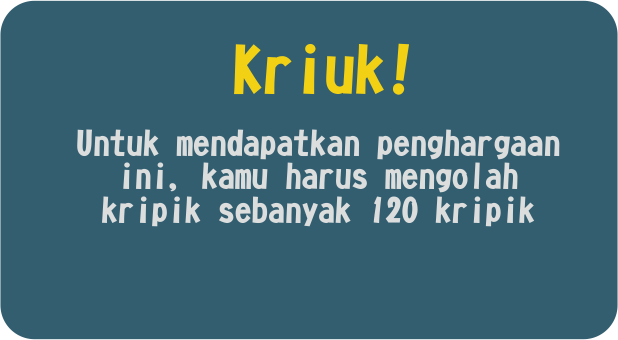 Kriuk!
Untuk mendapatkan penghargaan
ini, kamu harus mengolah
kripik sebanyak 120 kripik